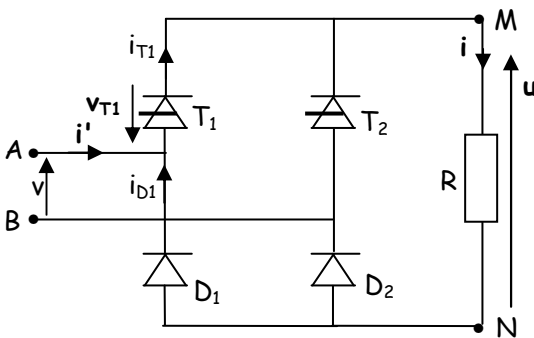 M
i_T1
i
v_T1
u
T₁
T₂
i'
A
R
v
i_D1
B
D₁
D₂
N